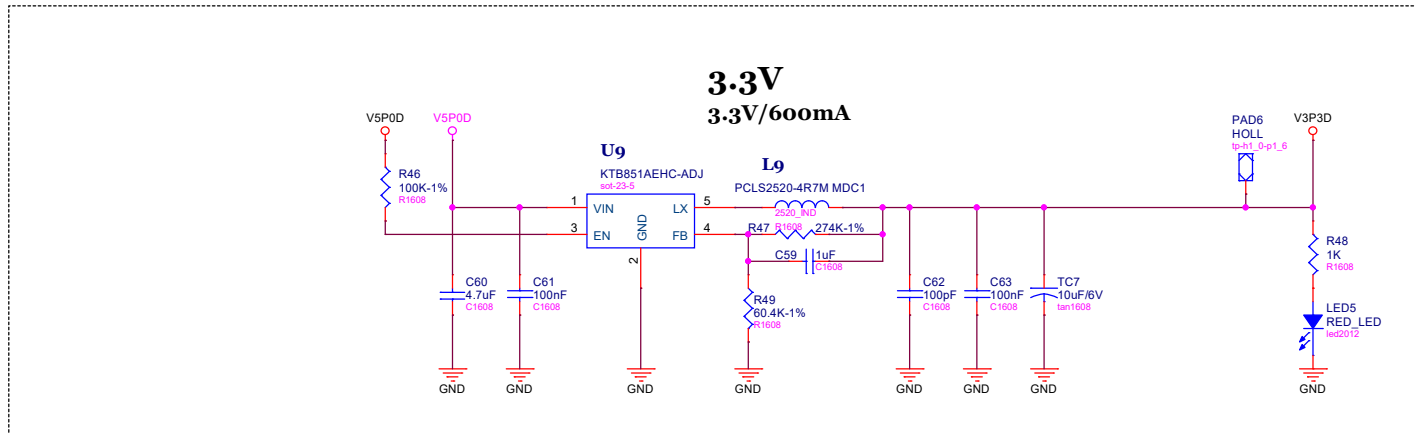 3.3V
3.3V/600mA
V5P0D
V5P0D
R46
100K-1%
R1608
U9
KTB851AEHC-ADJ
sot-23-5
1
VIN
3
EN
GND
2
LX
5
FB
4
L9
PCLS2520-4R7M MDC1
2520_IND
R47
R1608
274K-1%
C59
1uF
C1608
R49
60.4K-1%
R1608
C60
4.7uF
C1608
C61
100nF
C1608
C62
100pF
C1608
C63
100nF
C1608
TC7
10uF/6V
tan1608
PAD6
HOLL
tp-h1_0-p1_6
V3P3D
R48
1K
R1608
LED5
RED_LED
led2012
GND
GND
GND
GND
GND
GND
GND
GND